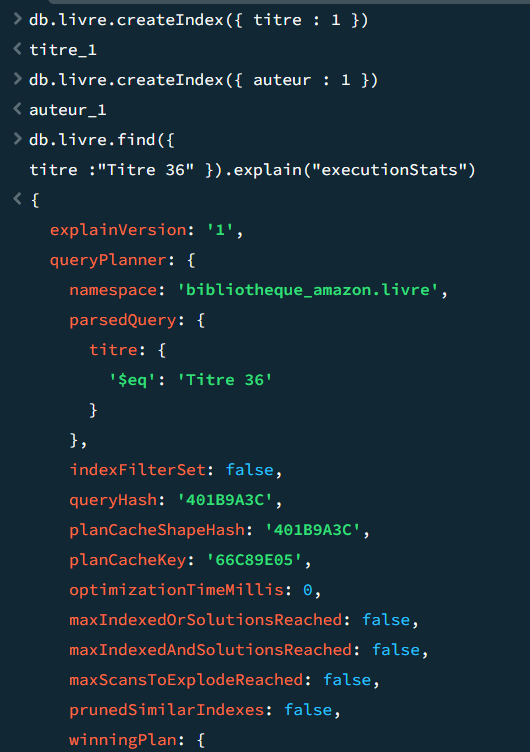 > db.livre.createIndex({ titre : 1 })
< titre_1
> db.livre.createIndex({ auteur : 1 })
< auteur_1
> db.livre.find({
titre :"Titre 36" }).explain("executionStats")
< {
explainVersion: '1',
queryPlanner: {
namespace: 'bibliotheque_amazon.livre',
parsedQuery: {
titre: {
'$eq': 'Titre 36'
}
},
indexFilterSet: false,
queryHash: '401B9A3C',
planCacheShapeHash: '401B9A3C',
planCacheKey: '66C89E05',
optimizationTimeMillis: 0,
maxIndexedOrSolutionsReached: false,
maxIndexedAndSolutionsReached: false,
maxScansToExplodeReached: false,
prunedSimilarIndexes: false,
winningPlan: {